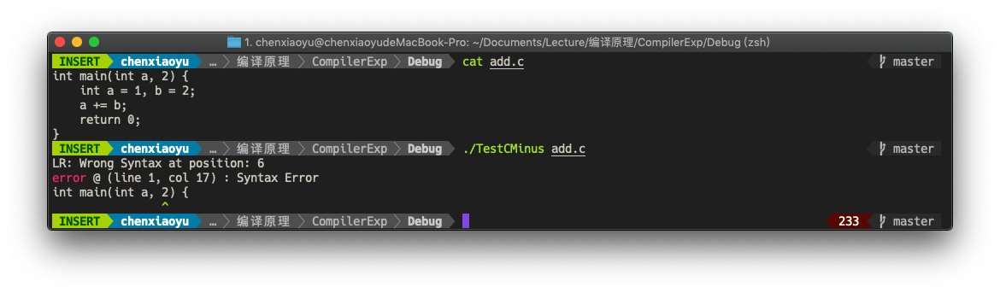 1. chenxiaoyu@chenxiaoyudeMacBook-Pro: ~/Documents/Lecture/编译原理/CompilerExp/Debug (zsh)
INSERT chenxiaoyu … 编译原理 CompilerExp Debug cat add.c master
int main(int a, 2) {
    int a = 1, b = 2;
    a += b;
    return 0;
}
INSERT chenxiaoyu … 编译原理 CompilerExp Debug ./TestCMinus add.c master
LR: Wrong Syntax at position: 6
error @ (line 1, col 17) : Syntax Error
int main(int a, 2) {
                ^
INSERT chenxiaoyu … 编译原理 CompilerExp Debug 233 master